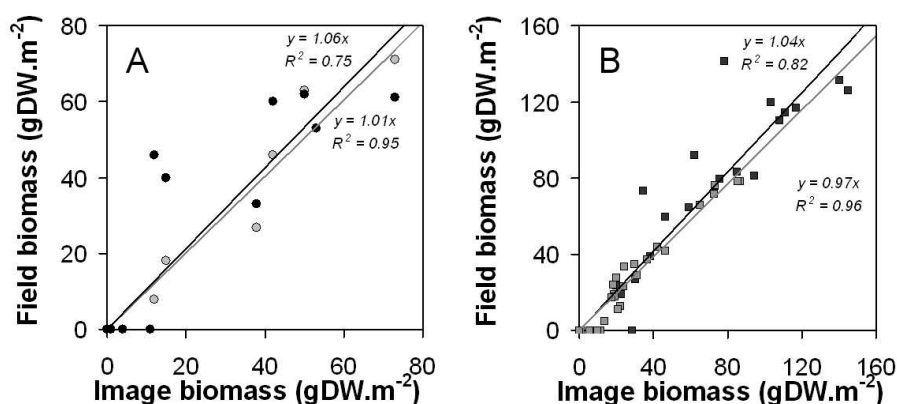 A
Field biomass (gDW.m⁻²)
80
60
40
20
0
y = 1.06x
R² = 0.75
y = 1.01x
R² = 0.95
0 20 40 60 80
Image biomass (gDW.m⁻²)
B
Field biomass (gDW.m⁻²)
160
120
80
40
0
y = 1.04x
R² = 0.82
y = 0.97x
R² = 0.96
0 40 80 120 160
Image biomass (gDW.m⁻²)